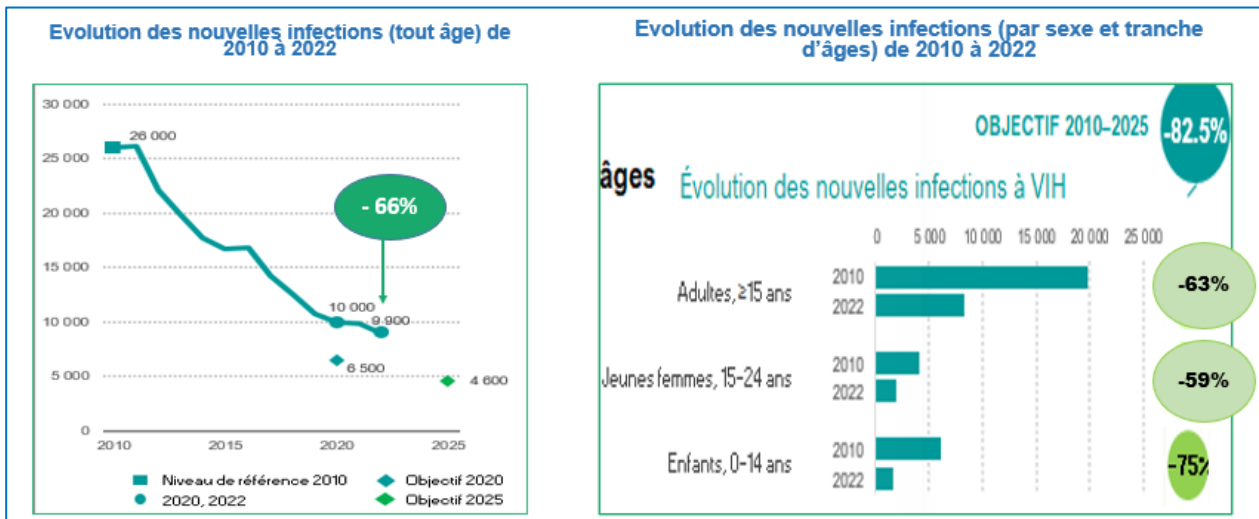 Evolution des nouvelles infections (tout âge) de
2010 à 2022
30 000
25 000
20 000
15 000
10 000
5 000
0
26 000
- 66%
10 000
9 900
6 500
4 600
2010
2015
2020
2025
Niveau de référence 2010
Objectif 2020
2020, 2022
Objectif 2025
Evolution des nouvelles infections (par sexe et tranche
d'âges) de 2010 à 2022
OBJECTIF 2010–2025
-82.5%
âges
Évolution des nouvelles infections à VIH
0 5 000 10 000 15 000 20 000 25 000
Adultes, ≥15 ans
2010
2022
-63%
Jeunes femmes, 15-24 ans
2010
2022
-59%
Enfants, 0-14 ans
2010
2022
-75%